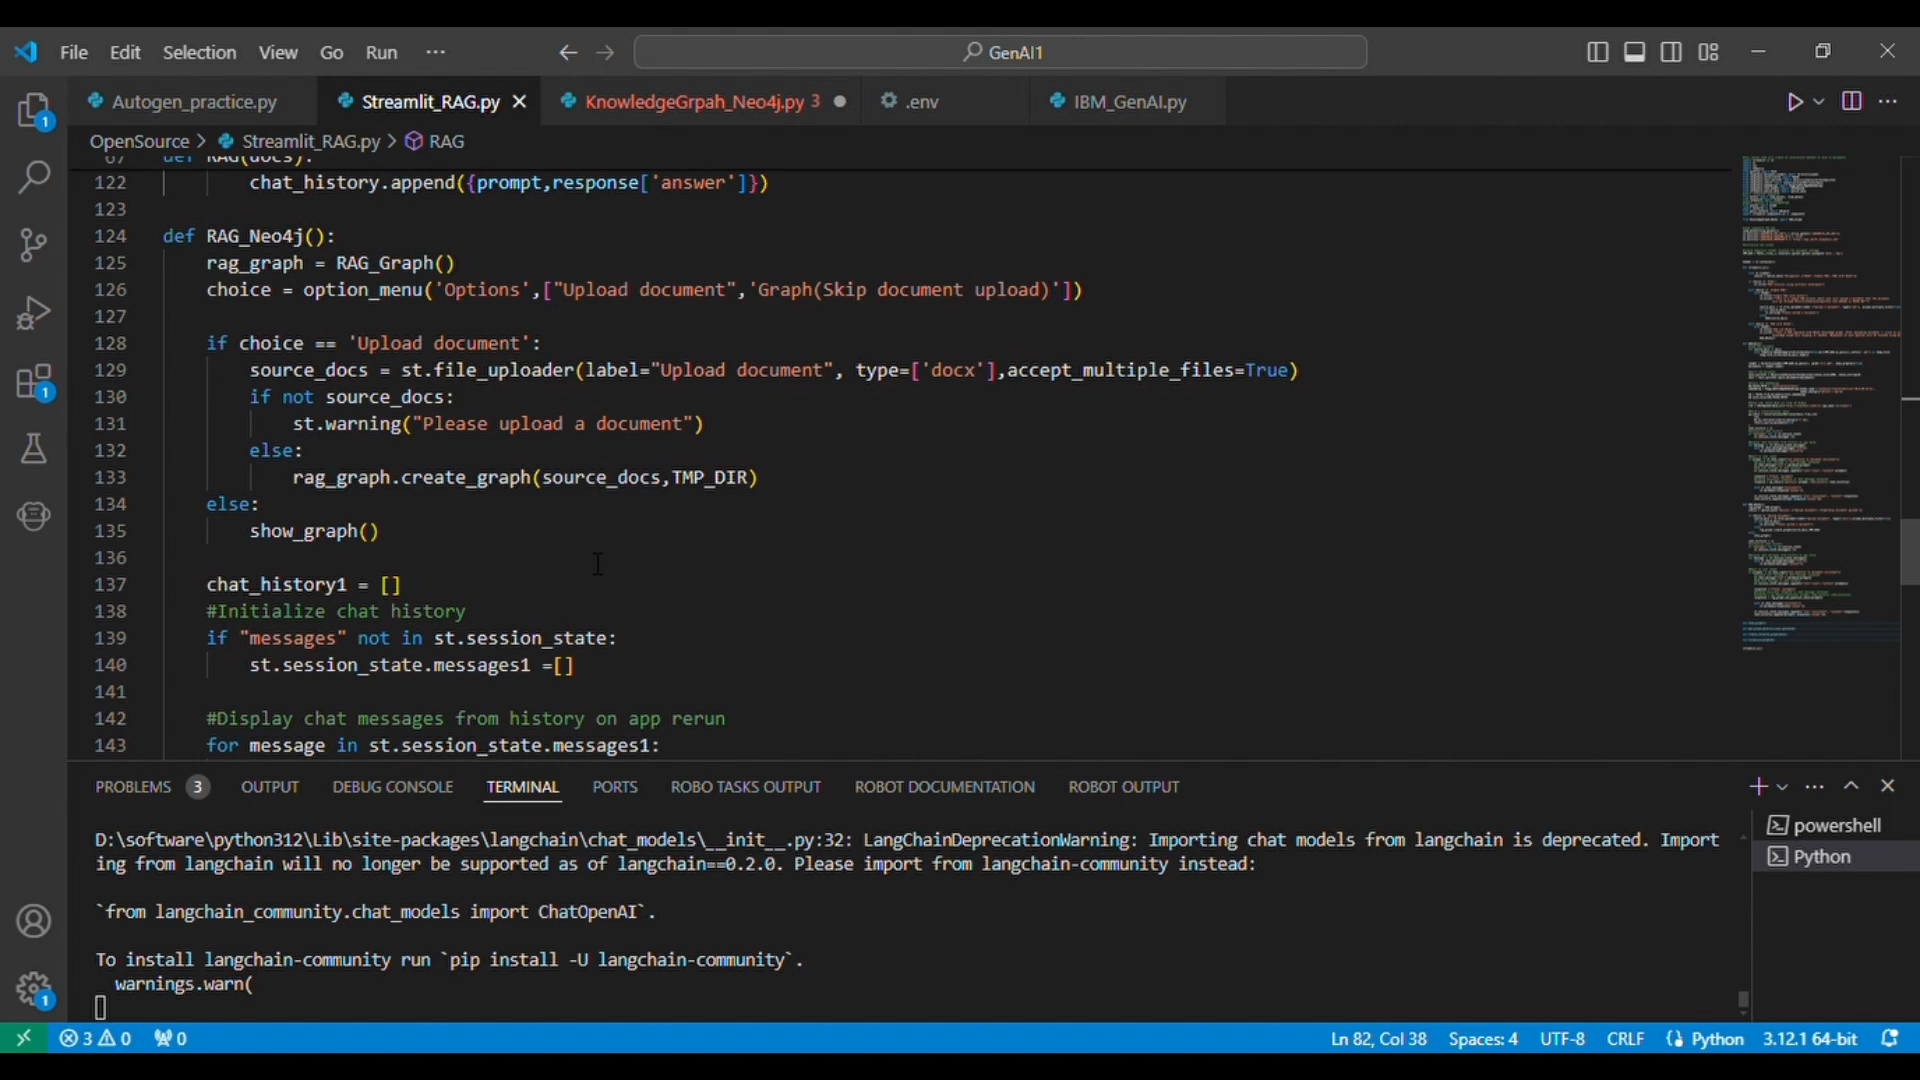 File Edit Selection View Go Run ··· GenAI1
Autogen_practice.py Streamlit_RAG.py KnowledgeGrpah_Neo4j.py 3 .env IBM_GenAI.py
OpenSource > Streamlit_RAG.py > RAG
67 def RAG(docs):
122 chat_history.append({prompt,response['answer']})
123
124 def RAG_Neo4j():
125 rag_graph = RAG_Graph()
126 choice = option_menu('Options',["Upload document",'Graph(Skip document upload)'])
127
128 if choice == 'Upload document':
129 source_docs = st.file_uploader(label="Upload document", type=['docx'],accept_multiple_files=True)
130 if not source_docs:
131 st.warning("Please upload a document")
132 else:
133 rag_graph.create_graph(source_docs,TMP_DIR)
134 else:
135 show_graph()
136
137 chat_history1 = []
138 #Initialize chat history
139 if "messages" not in st.session_state:
140 st.session_state.messages1 =[]
141
142 #Display chat messages from history on app rerun
143 for message in st.session_state.messages1:
PROBLEMS 3 OUTPUT DEBUG CONSOLE TERMINAL PORTS ROBO TASKS OUTPUT ROBOT DOCUMENTATION ROBOT OUTPUT
D:\software\python312\Lib\site-packages\langchain\chat_models\__init__.py:32: LangChainDeprecationWarning: Importing chat models from langchain is deprecated. Import
ing from langchain will no longer be supported as of langchain==0.2.0. Please import from langchain-community instead:
`from langchain_community.chat_models import ChatOpenAI`.
To install langchain-community run `pip install -U langchain-community`.
warnings.warn(
powershell
Python
1
1
1
3 0 0 Ln 82, Col 38 Spaces: 4 UTF-8 CRLF Python 3.12.1 64-bit